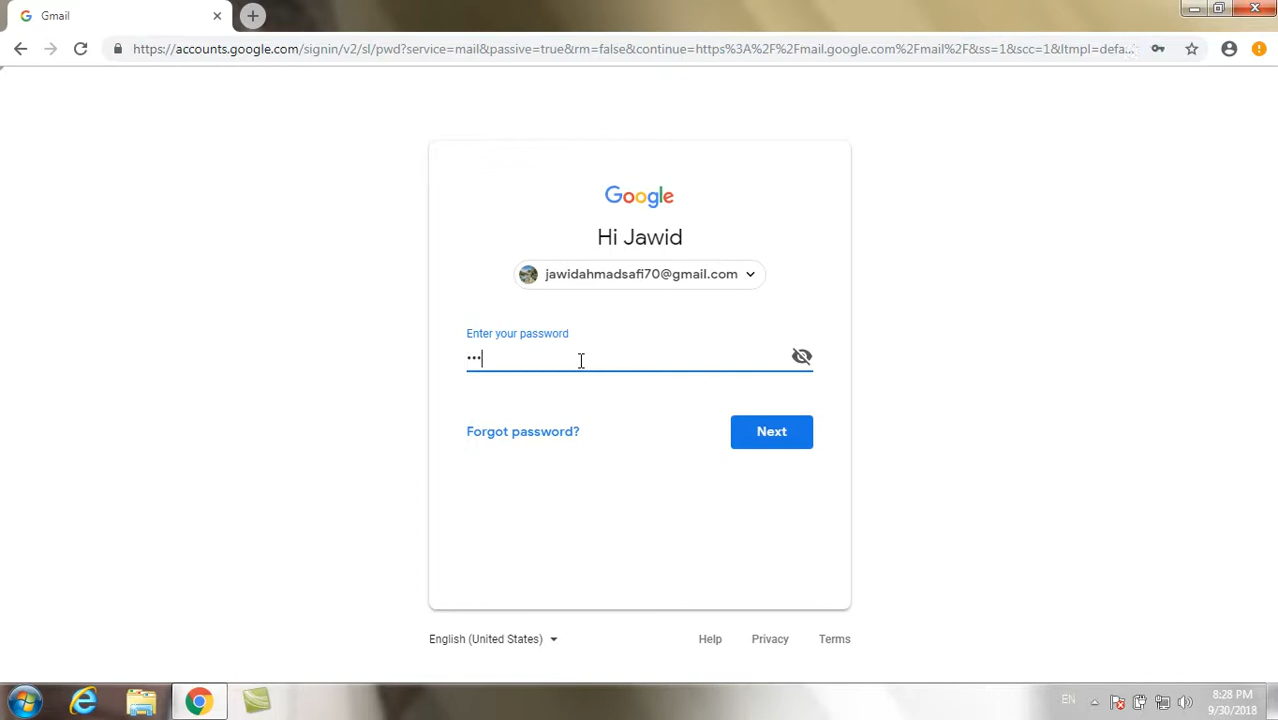 Gmail
https://accounts.google.com/signin/v2/sl/pwd?service=mail&passive=true&rm=false&continue=https%3A%2F%2Fmail.google.com%2Fmail%2F&ss=1&scc=1&ltmpl=defa...
Google
Hi Jawid
jawidahmadsafi70@gmail.com
Enter your password
•••
Forgot password?
Next
English (United States)
Help
Privacy
Terms
EN
8:28 PM
9/30/2018